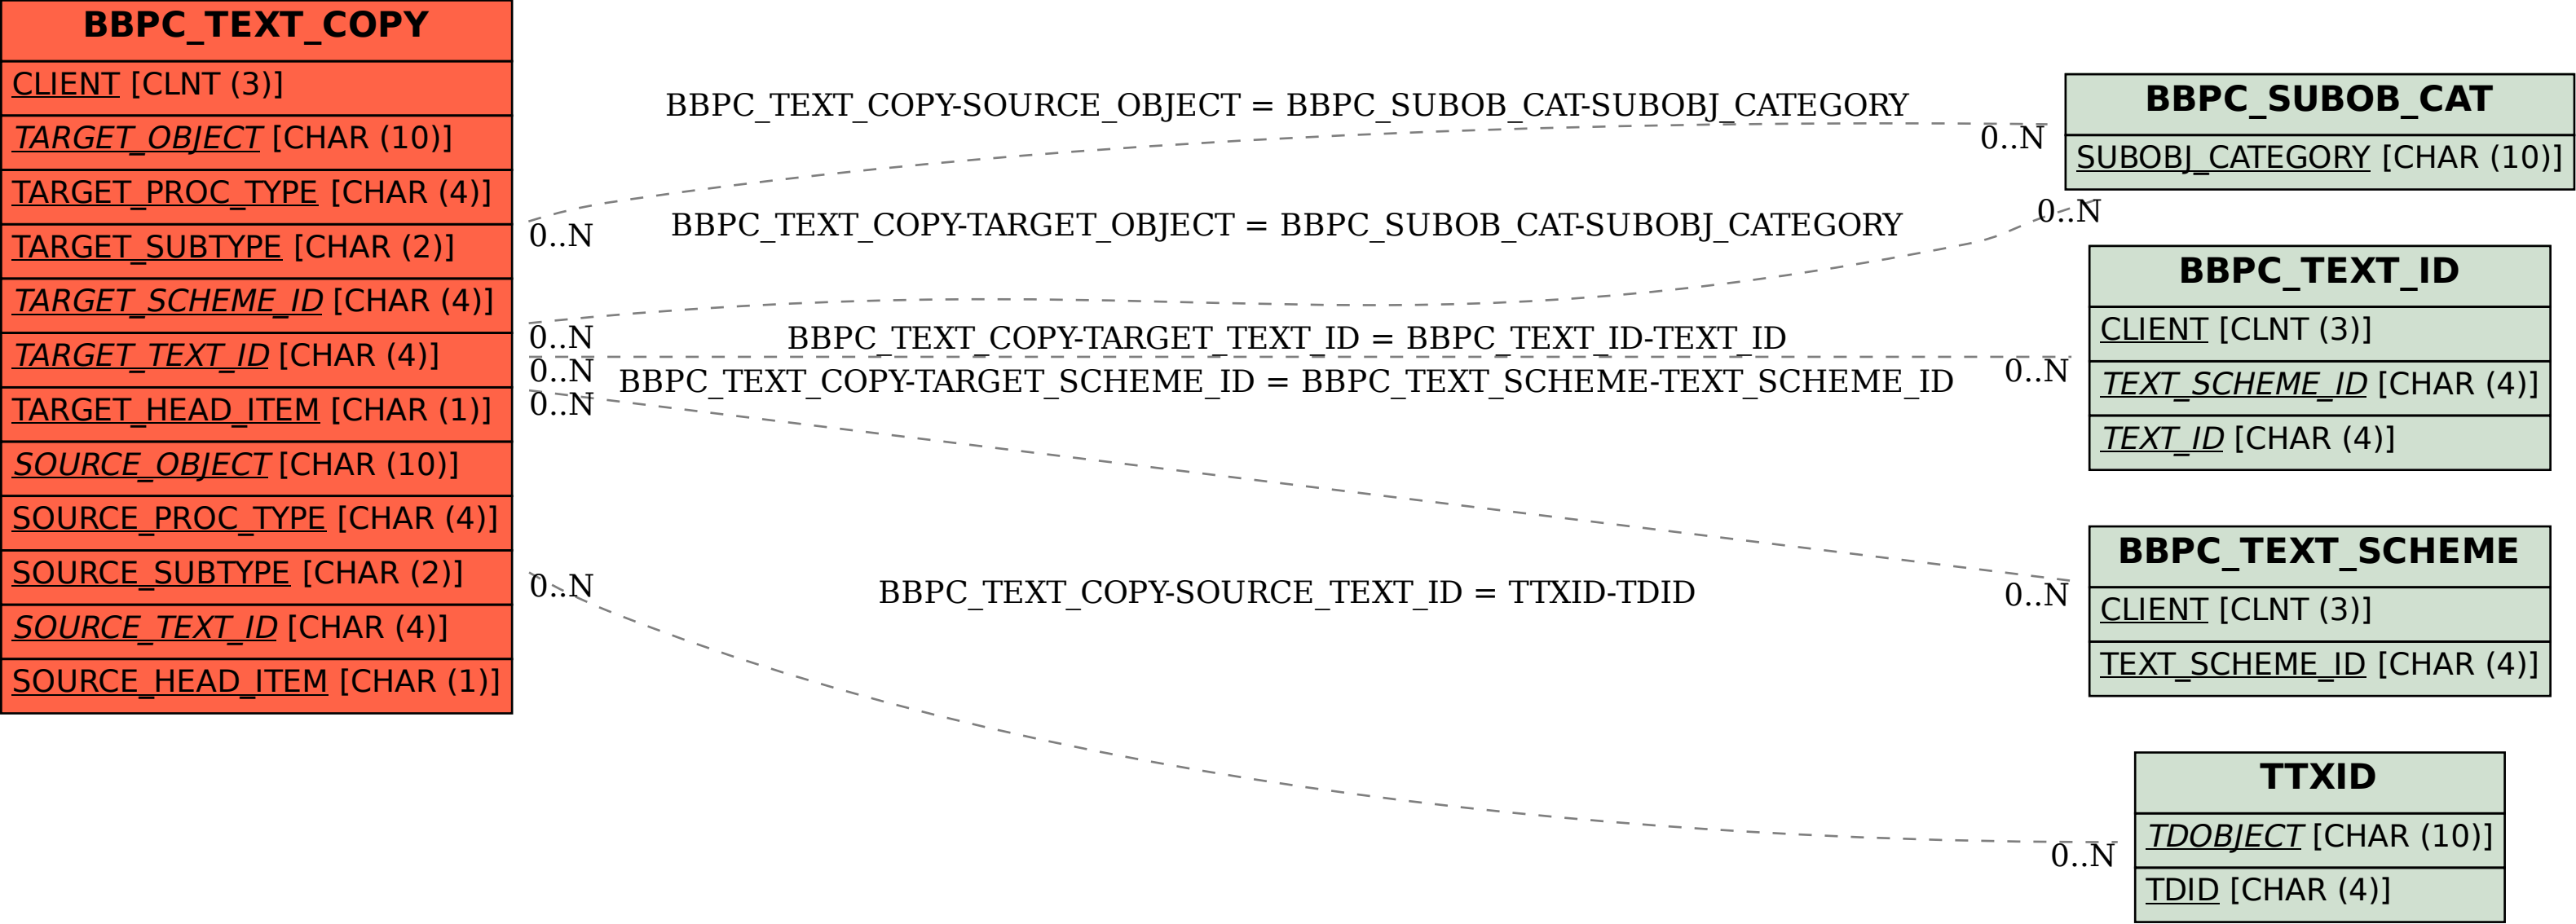 BBPC_TEXT_COPY
CLIENT [CLNT (3)]
TARGET_OBJECT [CHAR (10)]
TARGET_PROC_TYPE [CHAR (4)]
TARGET_SUBTYPE [CHAR (2)]
TARGET_SCHEME_ID [CHAR (4)]
TARGET_TEXT_ID [CHAR (4)]
TARGET_HEAD_ITEM [CHAR (1)]
SOURCE_OBJECT [CHAR (10)]
SOURCE_PROC_TYPE [CHAR (4)]
SOURCE_SUBTYPE [CHAR (2)]
SOURCE_TEXT_ID [CHAR (4)]
SOURCE_HEAD_ITEM [CHAR (1)]
BBPC_TEXT_COPY-SOURCE_OBJECT = BBPC_SUBOB_CAT-SUBOBJ_CATEGORY
0..N
0..N
BBPC_TEXT_COPY-TARGET_OBJECT = BBPC_SUBOB_CAT-SUBOBJ_CATEGORY
0..N
0..N
BBPC_TEXT_COPY-TARGET_TEXT_ID = BBPC_TEXT_ID-TEXT_ID
0..N
0..N
BBPC_TEXT_COPY-TARGET_SCHEME_ID = BBPC_TEXT_SCHEME-TEXT_SCHEME_ID
0..N
0..N
BBPC_TEXT_COPY-SOURCE_TEXT_ID = TTXID-TDID
0..N
0..N
BBPC_SUBOB_CAT
SUBOBJ_CATEGORY [CHAR (10)]
BBPC_TEXT_ID
CLIENT [CLNT (3)]
TEXT_SCHEME_ID [CHAR (4)]
TEXT_ID [CHAR (4)]
BBPC_TEXT_SCHEME
CLIENT [CLNT (3)]
TEXT_SCHEME_ID [CHAR (4)]
TTXID
TDOBJECT [CHAR (10)]
TDID [CHAR (4)]